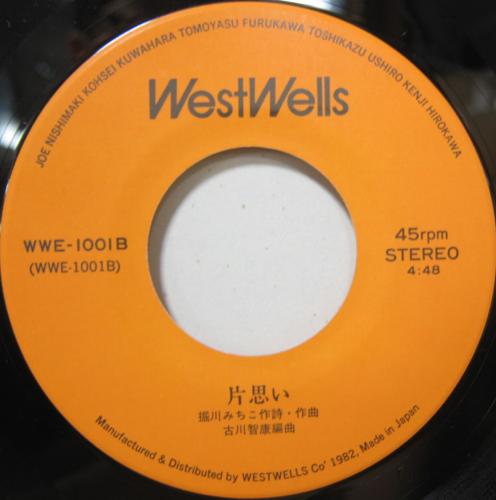 JOE NISHIMAKI KOHSEI KUWAHARA TOMOYASU FURUKAWA TOSHIKAZU USHIRO KENJI HIROKAWA
WestWells
WWE-1001B
(WWE-1001B)
45rpm
STEREO
4:48
片思い
掘川みちこ作詩・作曲
古川智康編曲
Manufactured & Distributed by WESTWELLS Co' 1982, Made in Japan